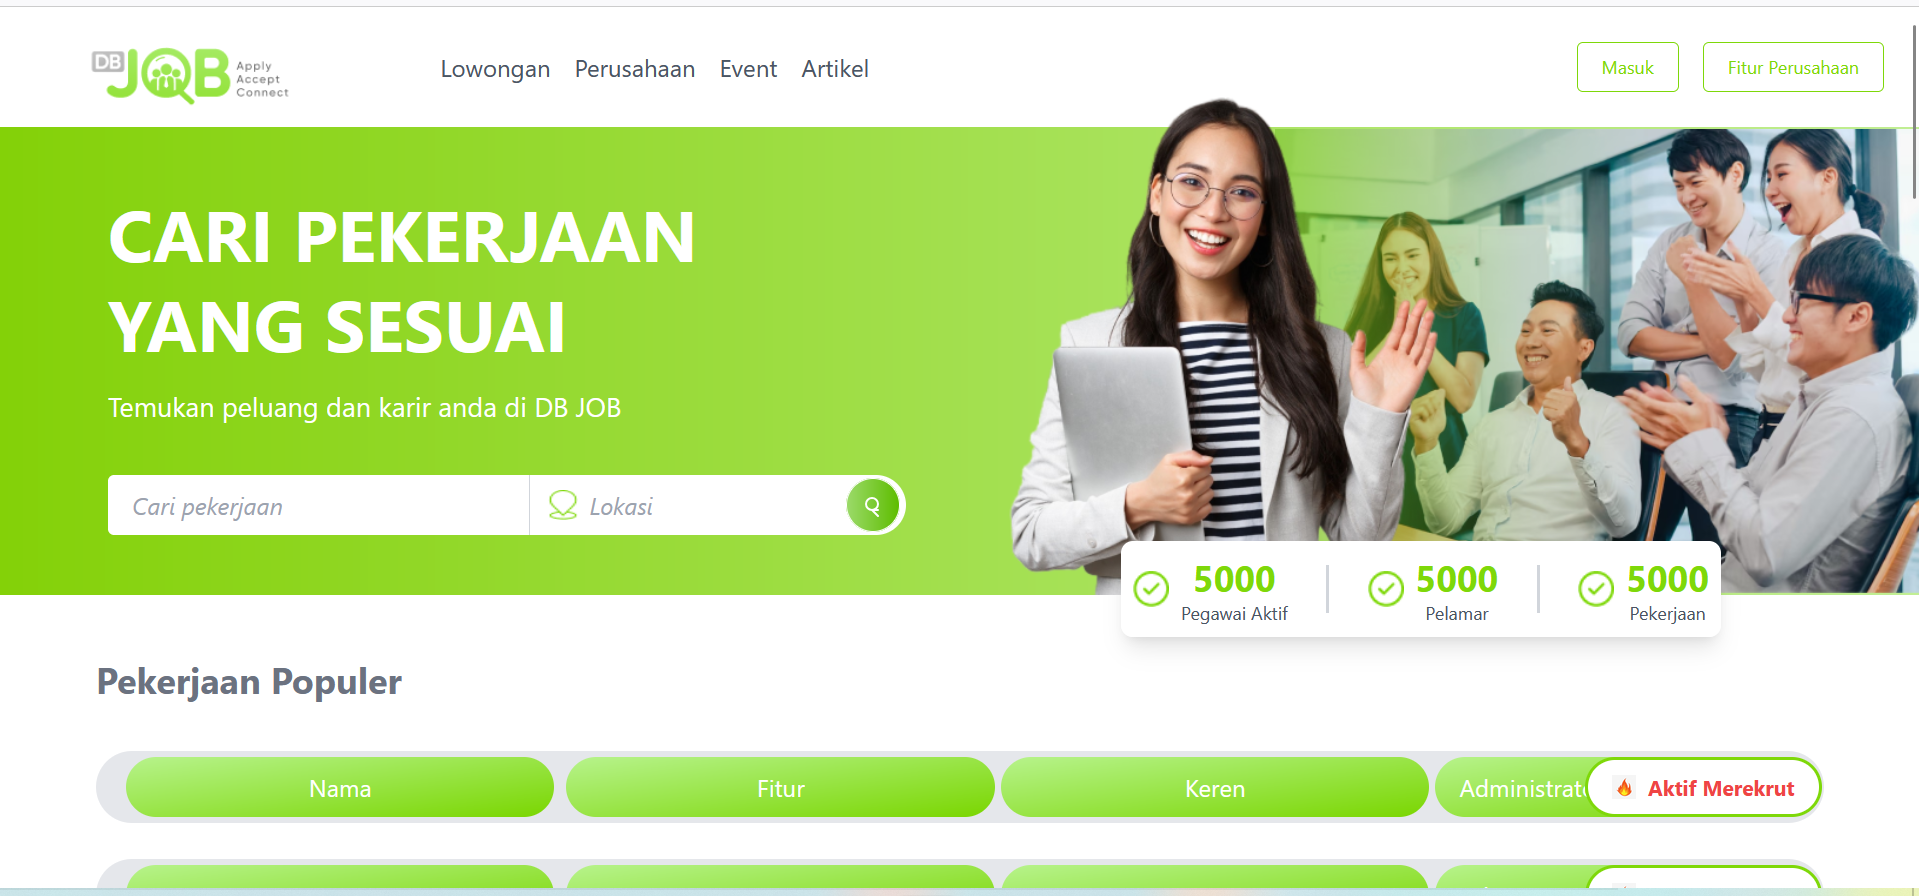 DB JOB
Apply
Accept
Connect
Lowongan Perusahaan Event Artikel
Masuk
Fitur Perusahaan
CARI PEKERJAAN
YANG SESUAI
Temukan peluang dan karir anda di DB JOB
Cari pekerjaan
Lokasi
5000
Pegawai Aktif
5000
Pelamar
5000
Pekerjaan
Pekerjaan Populer
Nama
Fitur
Keren
Aktif Merekrut